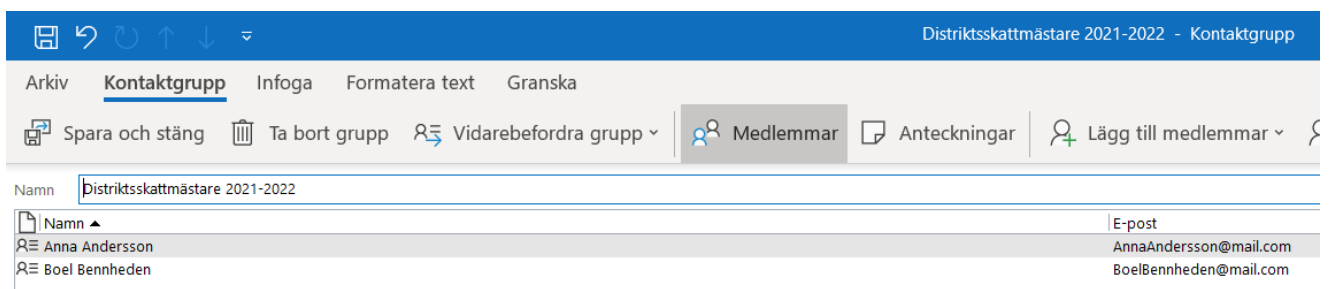 Distriktsskattmästare 2021-2022 - Kontaktgrupp
Arkiv Kontaktgrupp Infoga Formatera text Granska
Spara och stäng Ta bort grupp Vidarebefordra grupp Medlemmar Anteckningar Lägg till medlemmar
Namn Distriktsskattmästare 2021-2022
Namn E-post
Anna Andersson AnnaAndersson@mail.com
Boel Bennheden BoelBennheden@mail.com